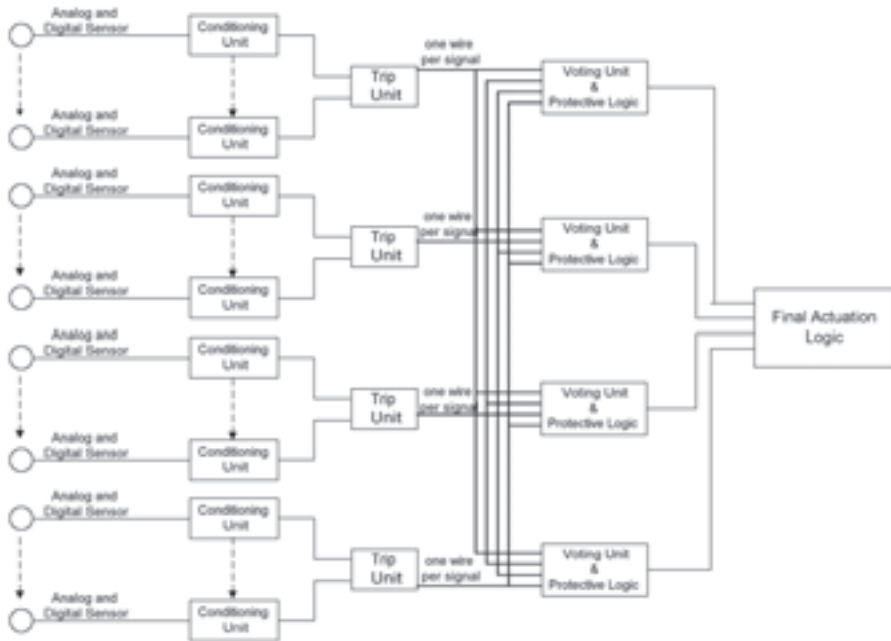 Analog and
Digital Sensor
Conditioning
Unit
Trip
Unit
one wire
per signal
Voting Unit
&
Protective Logic
Analog and
Digital Sensor
Conditioning
Unit
Analog and
Digital Sensor
Conditioning
Unit
Trip
Unit
one wire
per signal
Voting Unit
&
Protective Logic
Analog and
Digital Sensor
Conditioning
Unit
Final Actuation
Logic
Analog and
Digital Sensor
Conditioning
Unit
Trip
Unit
one wire
per signal
Voting Unit
&
Protective Logic
Analog and
Digital Sensor
Conditioning
Unit
Analog and
Digital Sensor
Conditioning
Unit
Trip
Unit
one wire
per signal
Voting Unit
&
Protective Logic
Analog and
Digital Sensor
Conditioning
Unit